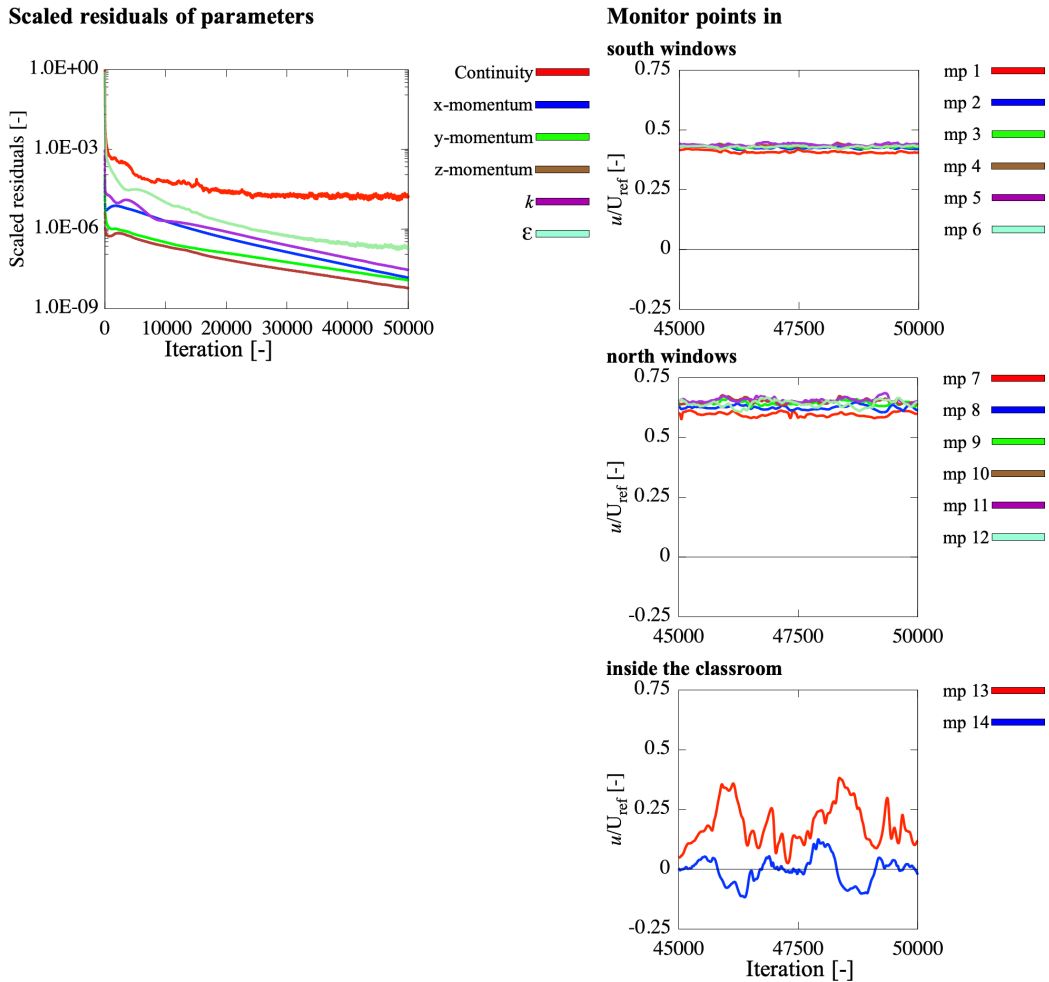 Scaled residuals of parameters
Scaled residuals [-]
1.0E+00
1.0E-03
1.0E-06
1.0E-09
0 10000 20000 30000 40000 50000
Iteration [-]
Continuity
x-momentum
y-momentum
z-momentum
k
ε
Monitor points in
south windows
u/Uref [-]
0.75
0.5
0.25
0
-0.25
45000 47500 50000
mp 1
mp 2
mp 3
mp 4
mp 5
mp 6
north windows
u/Uref [-]
0.75
0.5
0.25
0
-0.25
45000 47500 50000
mp 7
mp 8
mp 9
mp 10
mp 11
mp 12
inside the classroom
u/Uref [-]
0.75
0.5
0.25
0
-0.25
45000 47500 50000
Iteration [-]
mp 13
mp 14